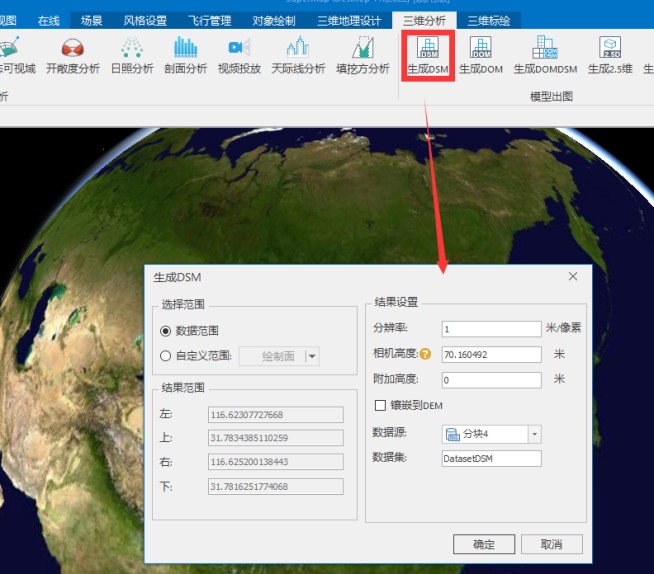 视图 在线 场景 风格设置 飞行管理 对象绘制 三维地理设计 三维分析 三维标绘
态可视域 开敞度分析 日照分析 剖面分析 视频投放 天际线分析 填挖方分析 生成DSM 生成DOM 生成DOMDSM 生成2.5维 生
析 模型出图
生成DSM
选择范围
数据范围
自定义范围: 绘制面
结果范围
左: 116.62307727668
上: 31.7834385110259
右: 116.625200138443
下: 31.7816251774068
结果设置
分辨率: 1 米/像素
相机高度: ? 70.160492 米
附加高度: 0 米
镶嵌到DEM
数据源: 分块4
数据集: DatasetDSM
确定 取消